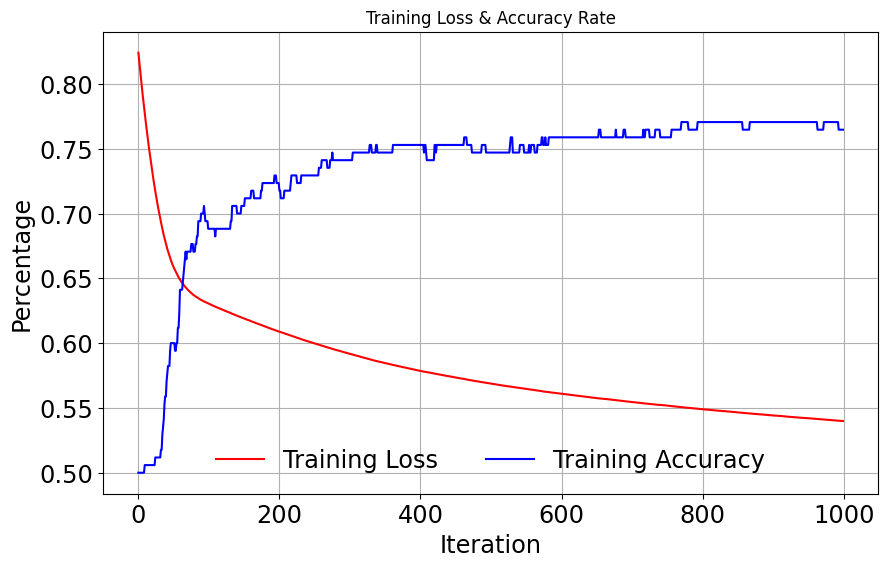 Training Loss & Accuracy Rate
0.80
0.75
0.70
0.65
0.60
0.55
0.50
Percentage
Training Loss Training Accuracy
0 200 400 600 800 1000
Iteration